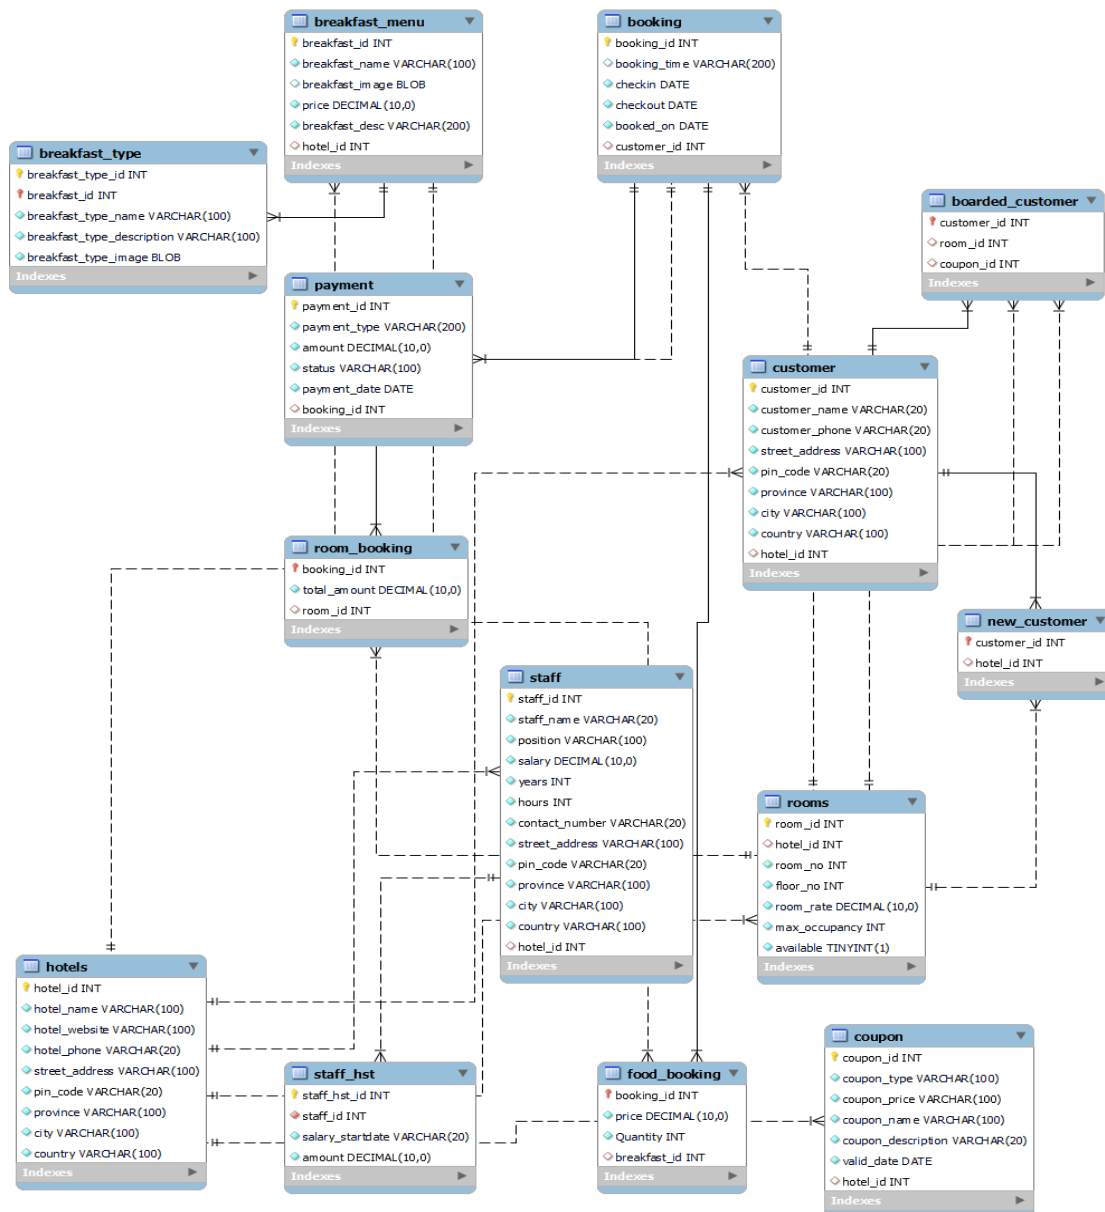 breakfast_menu
breakfast_id INT
breakfast_name VARCHAR(100)
breakfast_image BLOB
price DECIMAL(10,0)
breakfast_desc VARCHAR(200)
hotel_id INT
Indexes
booking
booking_id INT
booking_time VARCHAR(200)
checkin DATE
checkout DATE
booked_on DATE
customer_id INT
Indexes
breakfast_type
breakfast_type_id INT
breakfast_id INT
breakfast_type_name VARCHAR(100)
breakfast_type_description VARCHAR(100)
breakfast_type_image BLOB
Indexes
boarded_customer
customer_id INT
room_id INT
coupon_id INT
Indexes
payment
payment_id INT
payment_type VARCHAR(200)
amount DECIMAL(10,0)
status VARCHAR(100)
payment_date DATE
booking_id INT
Indexes
customer
customer_id INT
customer_name VARCHAR(20)
customer_phone VARCHAR(20)
street_address VARCHAR(100)
pin_code VARCHAR(20)
province VARCHAR(100)
city VARCHAR(100)
country VARCHAR(100)
hotel_id INT
Indexes
room_booking
booking_id INT
total_amount DECIMAL(10,0)
room_id INT
Indexes
new_customer
customer_id INT
hotel_id INT
Indexes
staff
staff_id INT
staff_name VARCHAR(20)
position VARCHAR(100)
salary DECIMAL(10,0)
years INT
hours INT
contact_number VARCHAR(20)
street_address VARCHAR(100)
pin_code VARCHAR(20)
province VARCHAR(100)
city VARCHAR(100)
country VARCHAR(100)
hotel_id INT
Indexes
rooms
room_id INT
hotel_id INT
room_no INT
floor_no INT
room_rate DECIMAL(10,0)
max_occupancy INT
available TINYINT(1)
Indexes
hotels
hotel_id INT
hotel_name VARCHAR(100)
hotel_website VARCHAR(100)
hotel_phone VARCHAR(20)
street_address VARCHAR(100)
pin_code VARCHAR(20)
province VARCHAR(100)
city VARCHAR(100)
country VARCHAR(100)
Indexes
staff_hst
staff_hst_id INT
staff_id INT
salary_startdate VARCHAR(20)
amount DECIMAL(10,0)
Indexes
food_booking
booking_id INT
price DECIMAL(10,0)
Quantity INT
breakfast_id INT
Indexes
coupon
coupon_id INT
coupon_type VARCHAR(100)
coupon_price VARCHAR(100)
coupon_name VARCHAR(100)
coupon_description VARCHAR(20)
valid_date DATE
hotel_id INT
Indexes